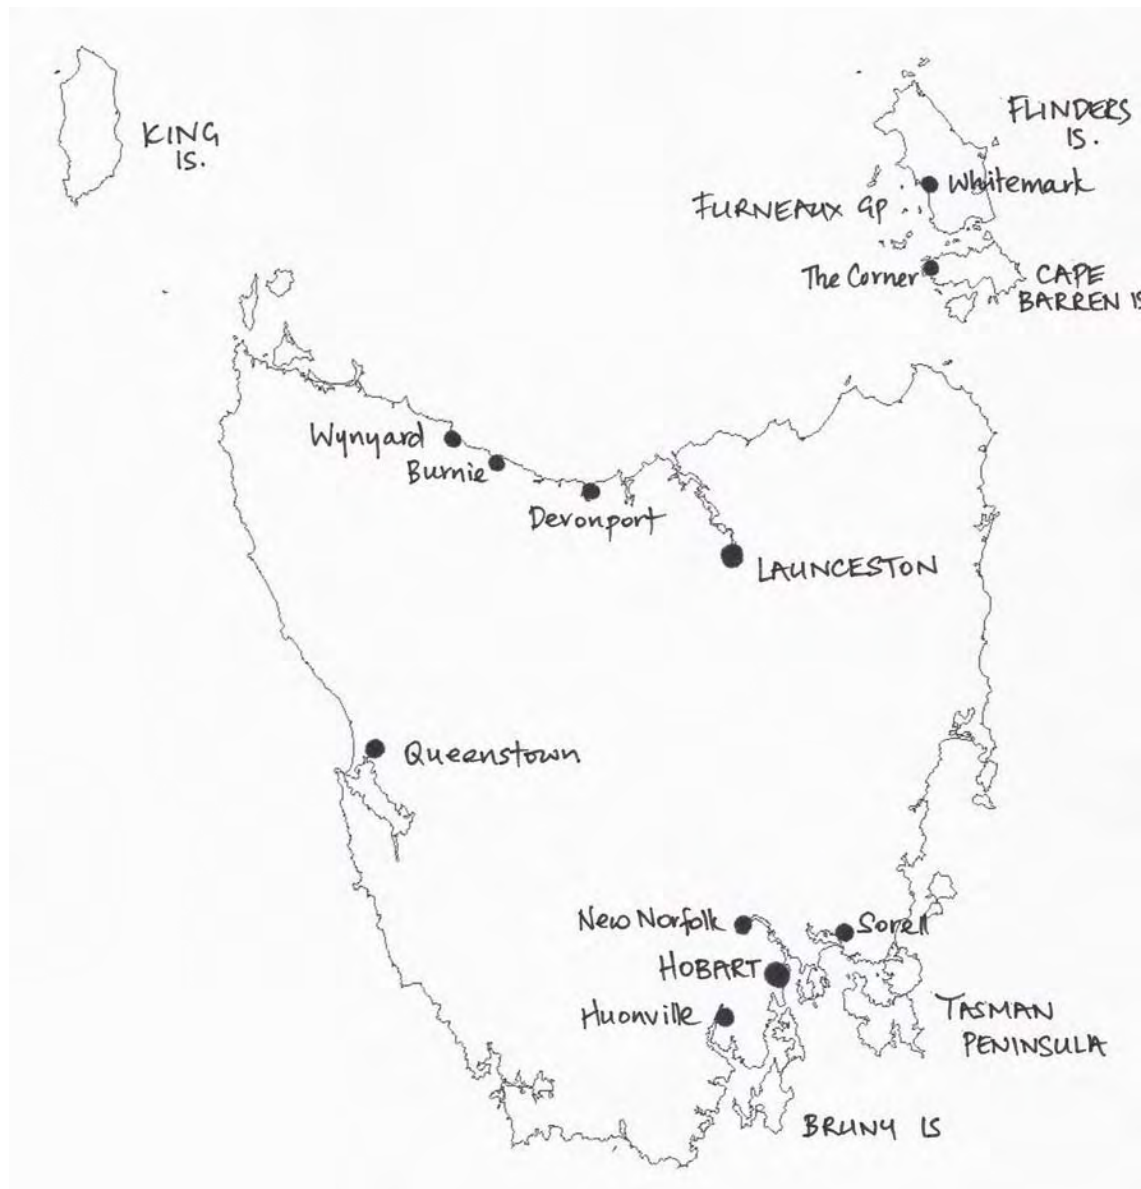 KING
IS.
FLINDERS
IS.
Whitemark
FURNEAUX GP
The Corner
CAPE
BARREN IS
Wynyard
Burnie
Devonport
LAUNCESTON
Queenstown
New Norfolk
Sorell
HOBART
Huonville
TASMAN
PENINSULA
BRUNY IS